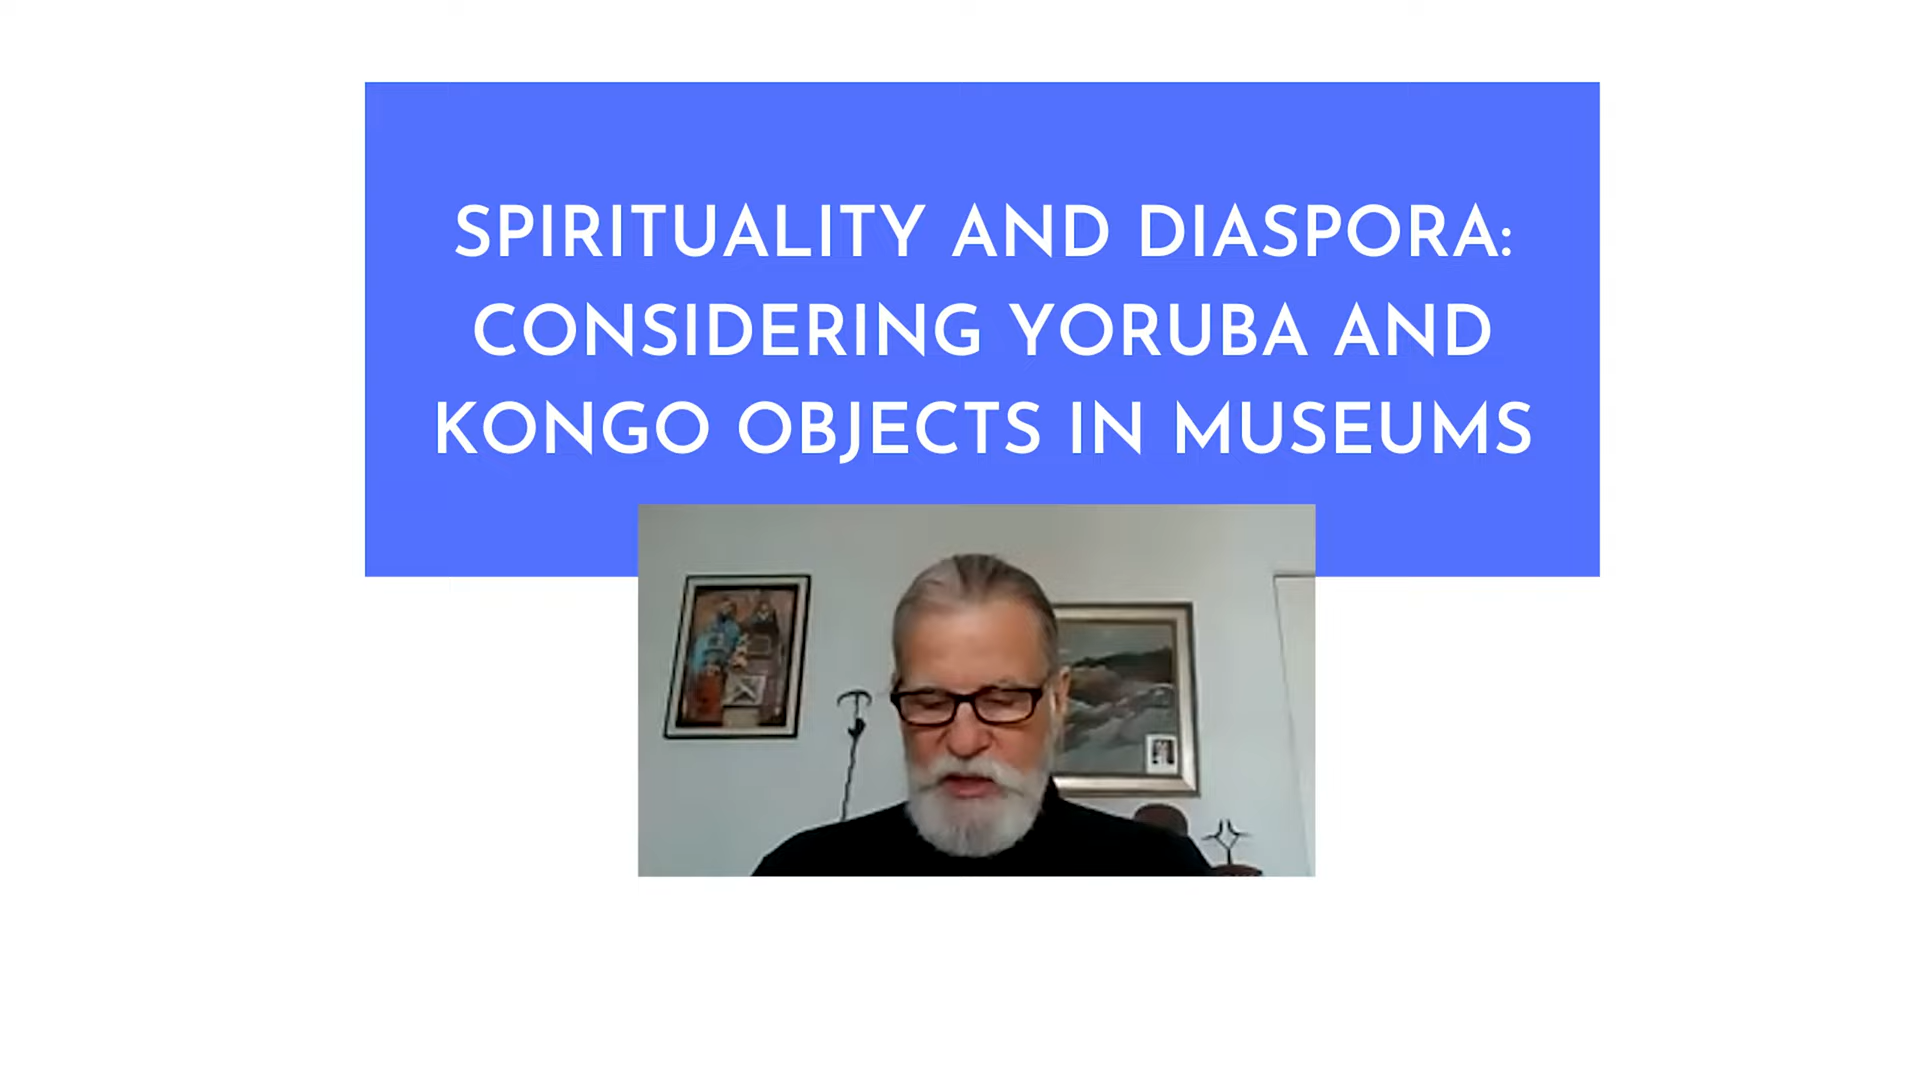 SPIRITUALITY AND DIASPORA:
CONSIDERING YORUBA AND
KONGO OBJECTS IN MUSEUMS